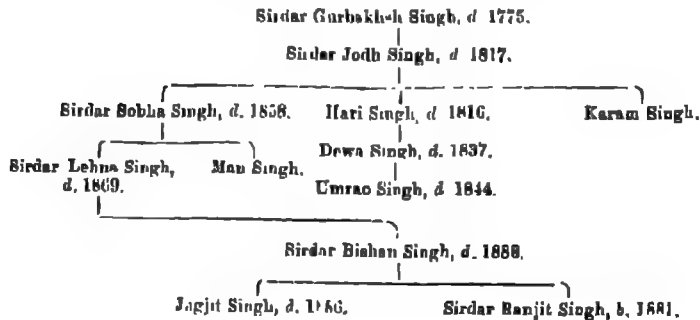 Sirdar Gurbakhsh Singh, d 1775.
Sirdar Jodh Singh, d 1817.
Sirdar Sobha Singh, d. 1858. Hari Singh, d 1816. Karam Singh.
Sirdar Lehna Singh, d. 1869. Man Singh. Dewa Singh, d. 1837.
Umrao Singh, d 1844.
Sirdar Bishan Singh, d. 1888.
Jagjit Singh, d. Sirdar Ranjit Singh, b. 1881.